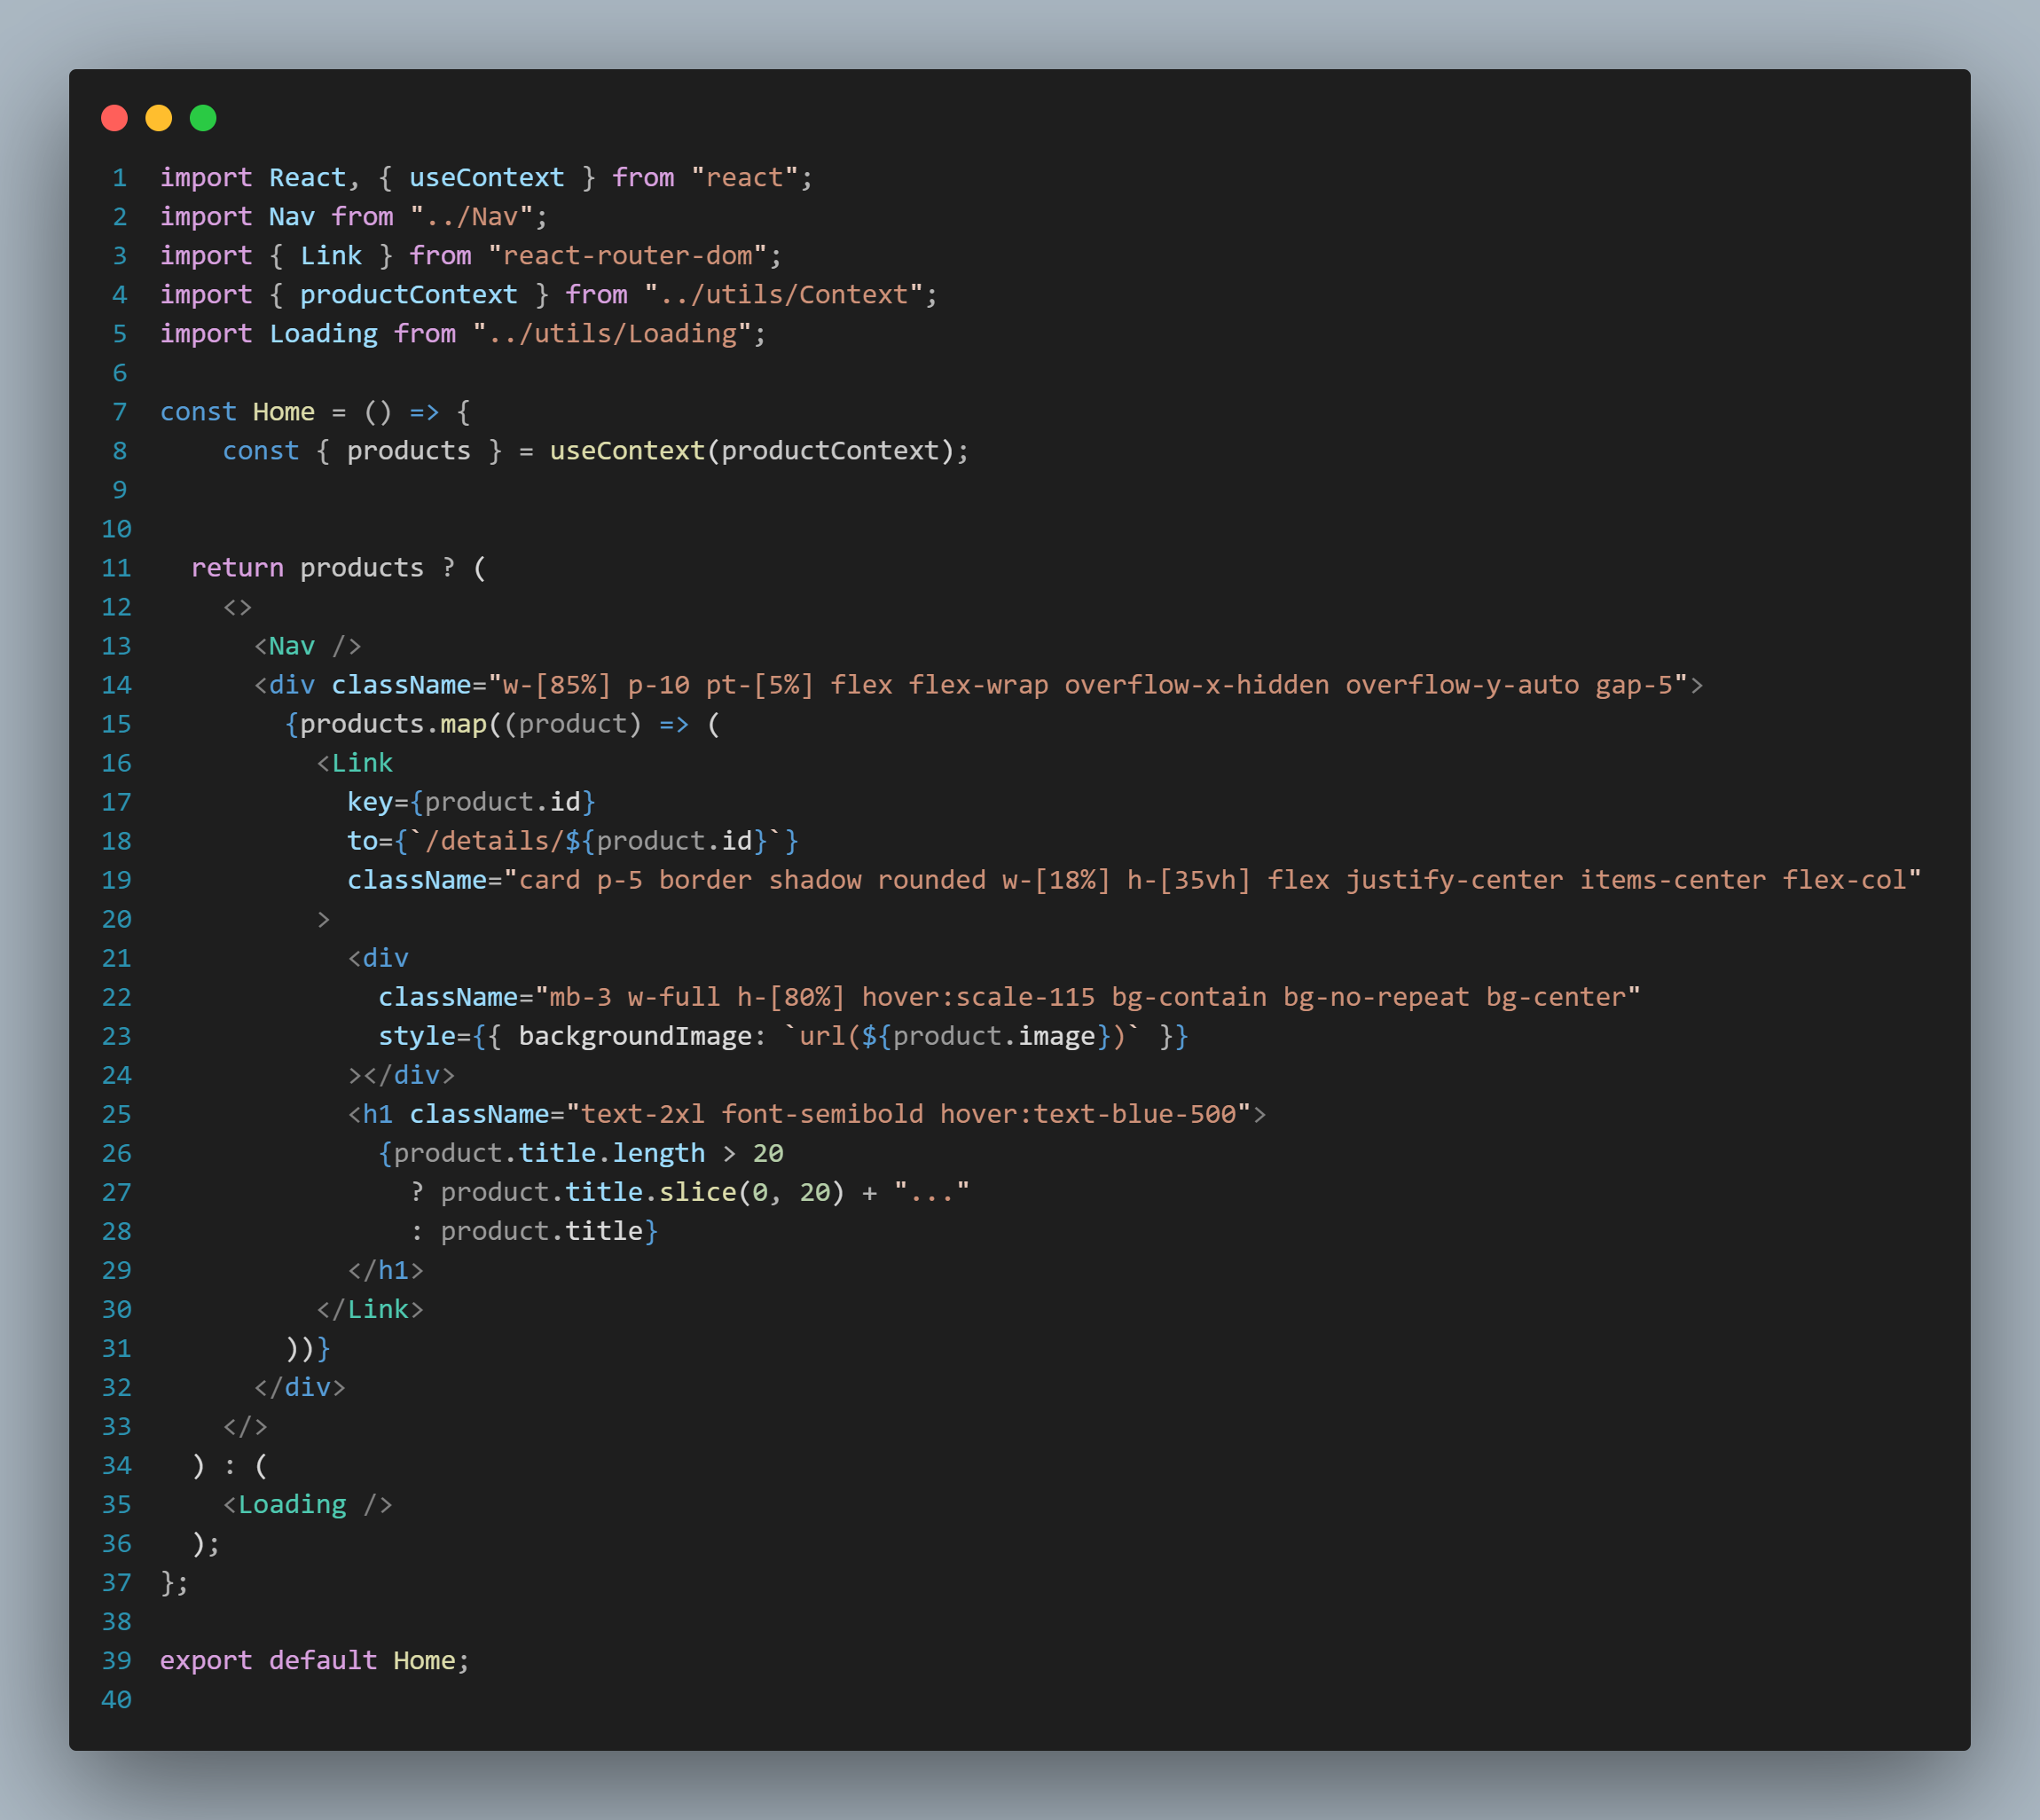 1 import React, { useContext } from "react";
2 import Nav from "../Nav";
3 import { Link } from "react-router-dom";
4 import { productContext } from "../utils/Context";
5 import Loading from "../utils/Loading";
6
7 const Home = () => {
8     const { products } = useContext(productContext);
9
10
11   return products ? (
12     <>
13       <Nav />
14       <div className="w-[85%] p-10 pt-[5%] flex flex-wrap overflow-x-hidden overflow-y-auto gap-5">
15         {products.map((product) => (
16           <Link
17             key={product.id}
18             to={`/details/${product.id}`}
19             className="card p-5 border shadow rounded w-[18%] h-[35vh] flex justify-center items-center flex-col"
20           >
21             <div
22               className="mb-3 w-full h-[80%] hover:scale-115 bg-contain bg-no-repeat bg-center"
23               style={{ backgroundImage: `url(${product.image})` }}
24             ></div>
25             <h1 className="text-2xl font-semibold hover:text-blue-500">
26               {product.title.length > 20
27                 ? product.title.slice(0, 20) + "..."
28                 : product.title}
29             </h1>
30           </Link>
31         ))}
32       </div>
33     </>
34   ) : (
35     <Loading />
36   );
37 };
38
39 export default Home;
40